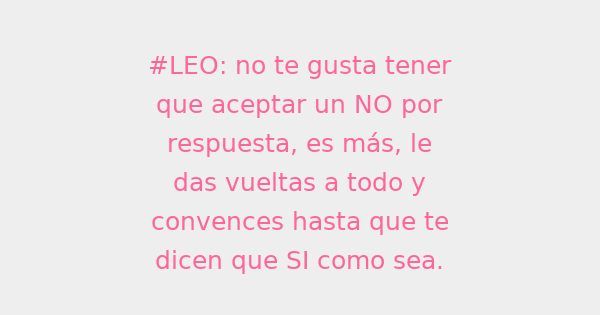 #LEO: no te gusta tener
que aceptar un NO por
respuesta, es más, le
das vueltas a todo y
convences hasta que te
dicen que SI como sea.